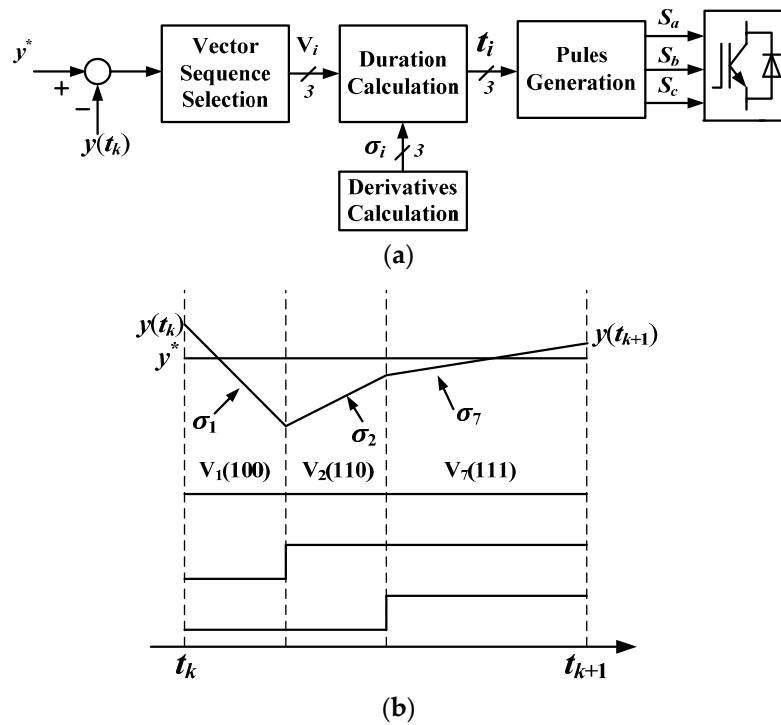 y*
+
−
y(tk)
Vector
Sequence
Selection
Vi
3
Duration
Calculation
σi
3
Derivatives
Calculation
ti
3
Pules
Generation
Sa
Sb
Sc
(a)
y(tk)
y*
y(tk+1)
σ1
σ2
σ7
V1(100)
V2(110)
V7(111)
tk
tk+1
(b)